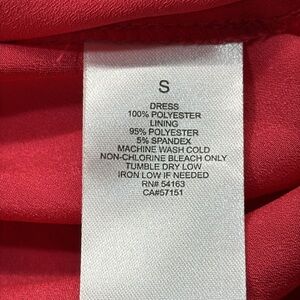 S
DRESS
100% POLYESTER
LINING
95% POLYESTER
5% SPANDEX
MACHINE WASH COLD
NON-CHLORINE BLEACH ONLY
TUMBLE DRY LOW
IRON LOW IF NEEDED
RN# 54163
CA#57151